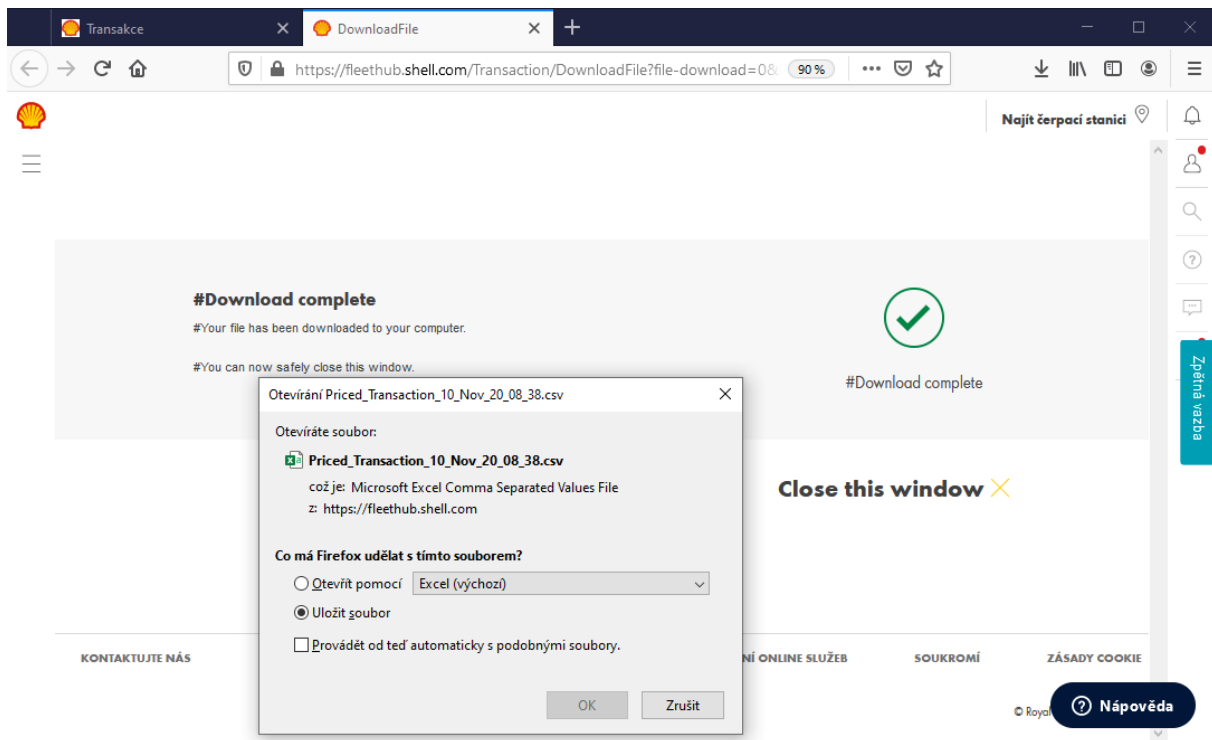 Transakce
DownloadFile
https://fleethub.shell.com/Transaction/DownloadFile?file-download=0&
90%
Najít čerpací stanici
#Download complete
#Your file has been downloaded to your computer.
#You can now safely close this window.
#Download complete
Zpětná vazba
Otevírání Priced_Transaction_10_Nov_20_08_38.csv
Otevíráte soubor:
Priced_Transaction_10_Nov_20_08_38.csv
což je: Microsoft Excel Comma Separated Values File
z: https://fleethub.shell.com
Co má Firefox udělat s tímto souborem?
Otevřít pomocí Excel (výchozí)
Uložit soubor
Provádět od teď automaticky s podobnými soubory.
OK Zrušit
Close this window
KONTAKTUJTE NÁS
NÍ ONLINE SLUŽEB
SOUKROMÍ
ZÁSADY COOKIE
© Royal
Nápověda